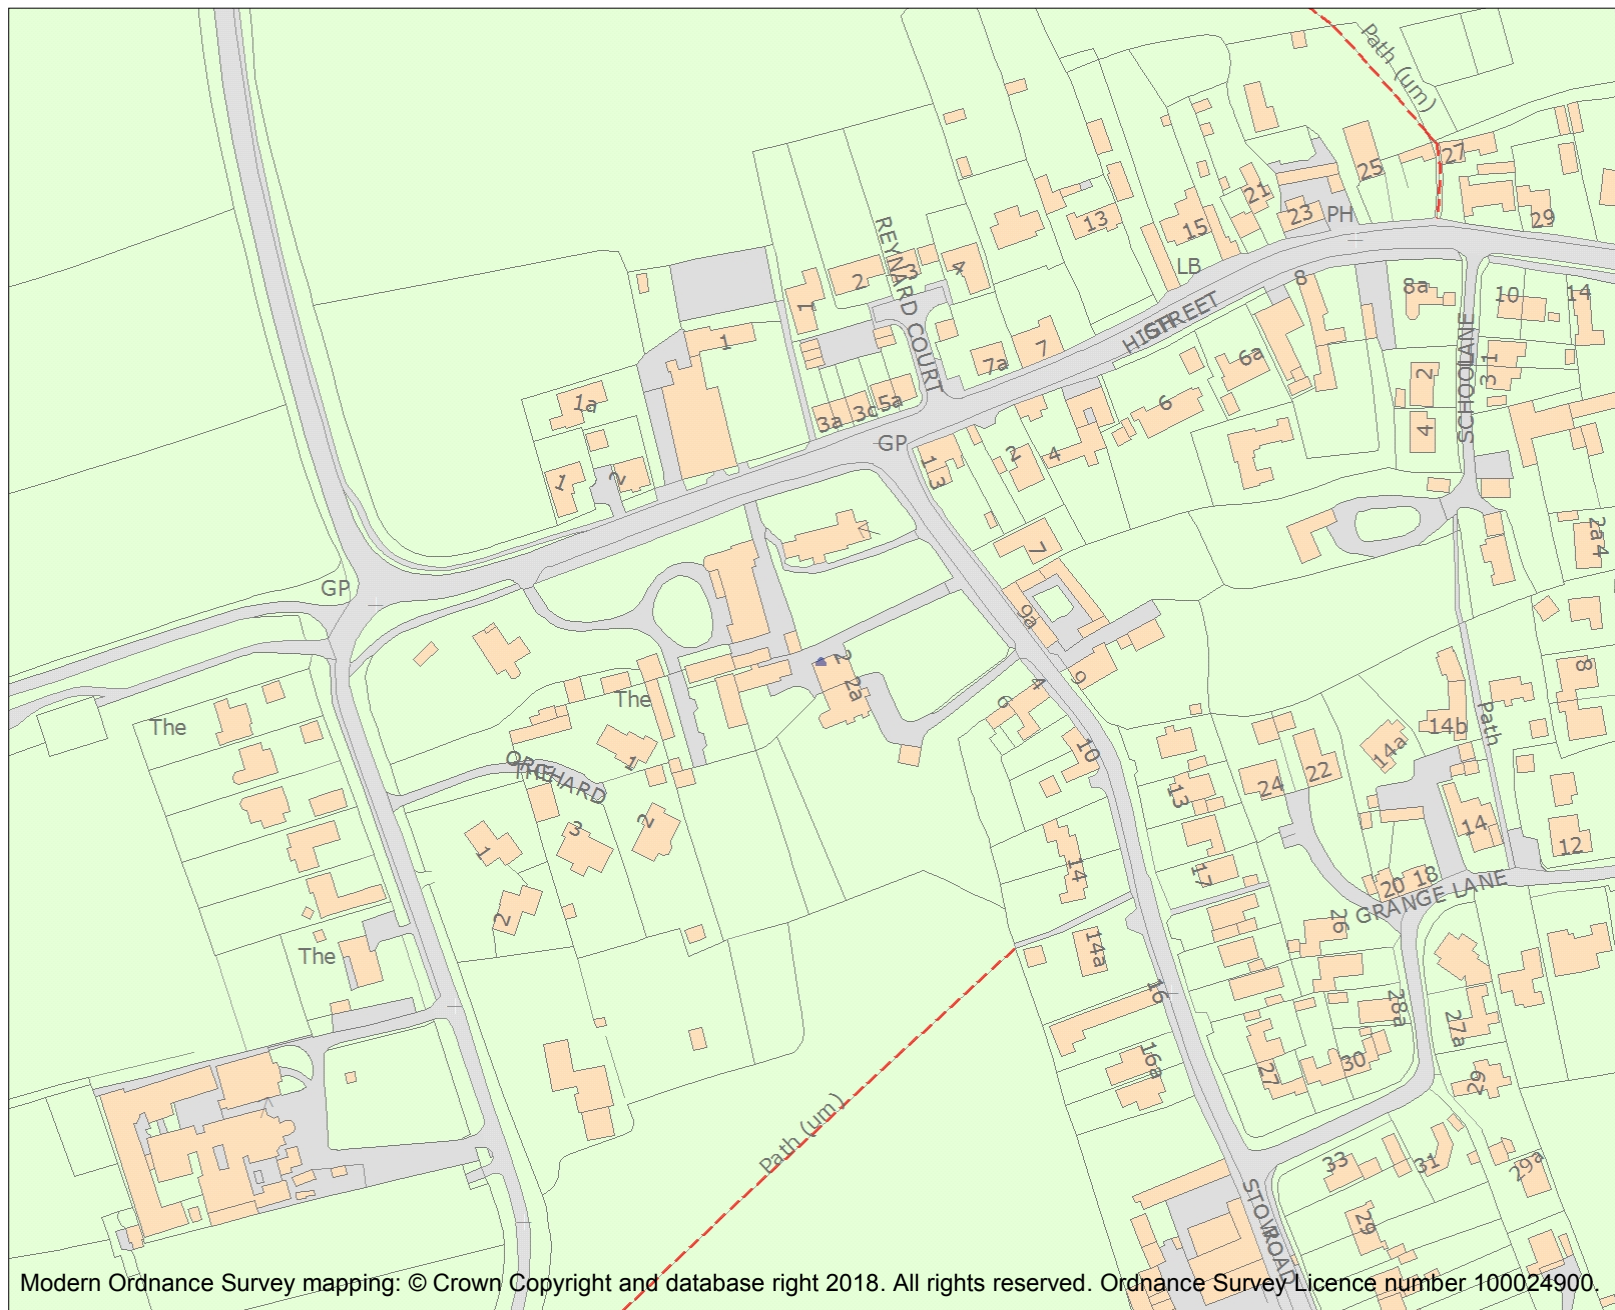 Path (um)
27
25
21
23
PH
29
13
15
LB
REYNARD COURT
2
3
4
1
8
8a
10
14
HIGH STREET
7
7a
6a
SCHOOLANE
1
3
2
1a
6
5a
3c
3a
4
GP
13
2
4
1
2
2a
4
7
GP
9a
2
2a
9
4
6
8
The
The
Path
14b
14a
10
1
22
24
13
THE ORCHARD
14
12
3
2
1
14
17
20
18
GRANGE LANE
2
26
The
14a
16
28a
27a
16a
30
27
29
Path (um)
33
31
29a
29
STOW ROAD
Modern Ordnance Survey mapping: © Crown Copyright and database right 2018. All rights reserved. Ordnance Survey Licence number 100024900.